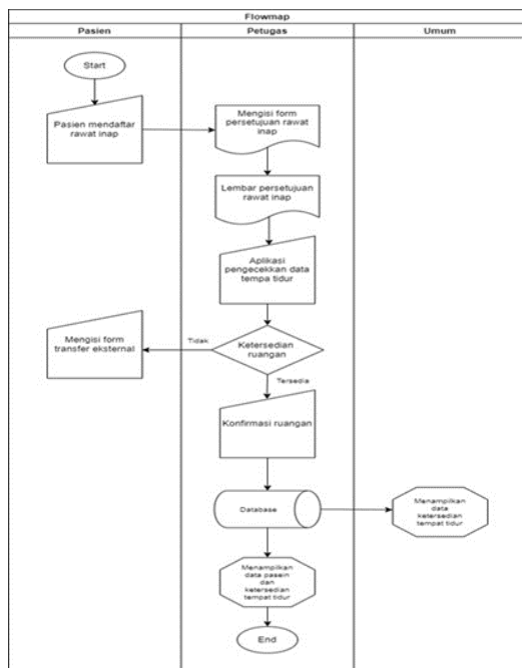 Flowmap
Pasien
Petugas
Umum
Start
Pasien mendaftar
rawat inap
Mengisi form
persetujuan rawat
inap
Lembar persetujuan
rawat inap
Aplikasi
pengecekkan data
tempa tidur
Ketersedian
ruangan
Tidak
Mengisi form
transfer eksternal
Tersedia
Konfirmasi ruangan
Database
Menampilkan
data
ketersedian
tempat tidur
Menampilkan
data pasein
dan
ketersedian
tempat tidur
End